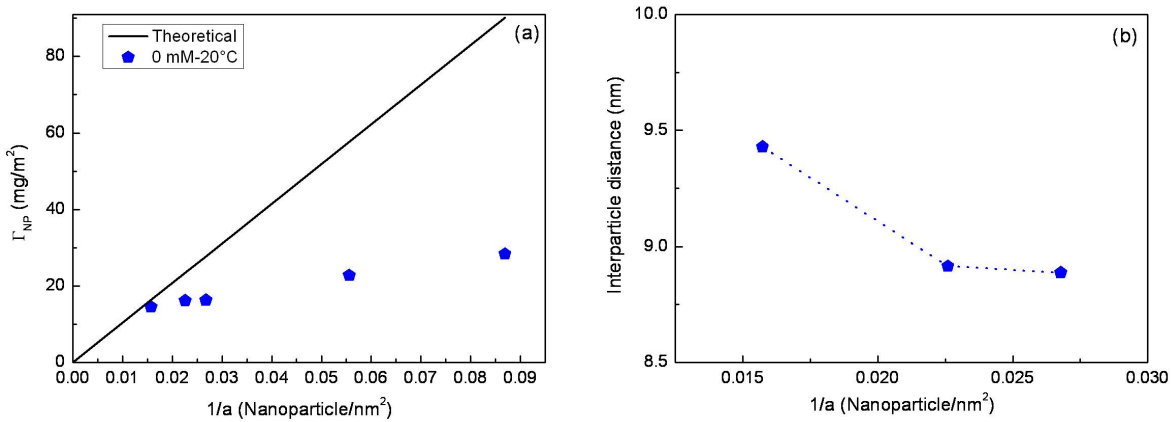 (a)
Theoretical
0 mM-20°C
80
60
40
20
0
0.00 0.01 0.02 0.03 0.04 0.05 0.06 0.07 0.08 0.09
ΓNP (mg/m²)
1/a (Nanoparticle/nm²)
(b)
10.0
9.5
9.0
8.5
0.015 0.020 0.025 0.030
Interparticle distance (nm)
1/a (Nanoparticle/nm²)